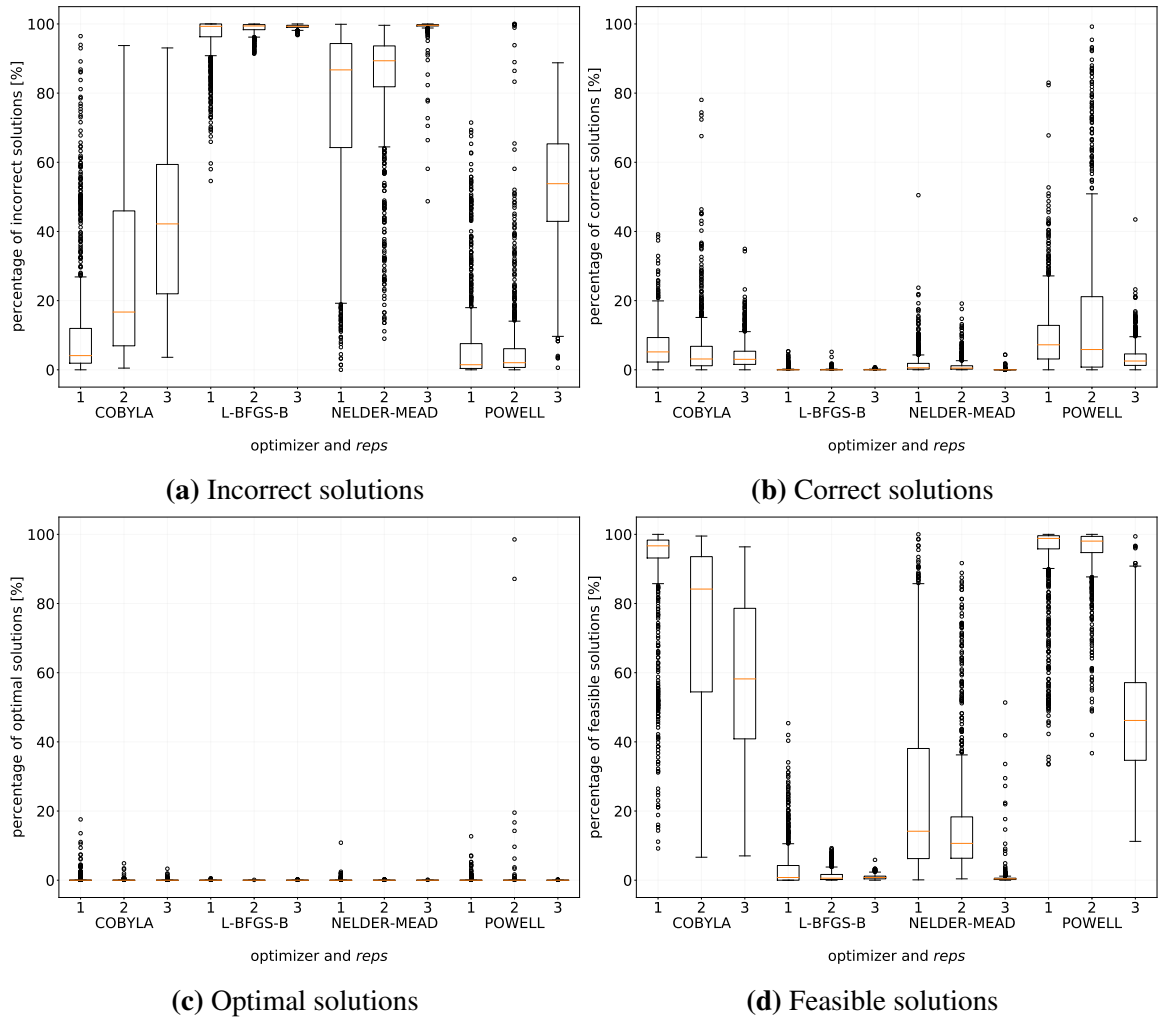 100
80
60
40
20
0
percentage of incorrect solutions [%]
1 2 3 1 2 3 1 2 3 1 2 3
COBYLA L-BFGS-B NELDER-MEAD POWELL
optimizer and reps
(a) Incorrect solutions
100
80
60
40
20
0
percentage of correct solutions [%]
1 2 3 1 2 3 1 2 3 1 2 3
COBYLA L-BFGS-B NELDER-MEAD POWELL
optimizer and reps
(b) Correct solutions
100
80
60
40
20
0
percentage of optimal solutions [%]
1 2 3 1 2 3 1 2 3 1 2 3
COBYLA L-BFGS-B NELDER-MEAD POWELL
optimizer and reps
(c) Optimal solutions
100
80
60
40
20
0
percentage of feasible solutions [%]
1 2 3 1 2 3 1 2 3 1 2 3
COBYLA L-BFGS-B NELDER-MEAD POWELL
optimizer and reps
(d) Feasible solutions